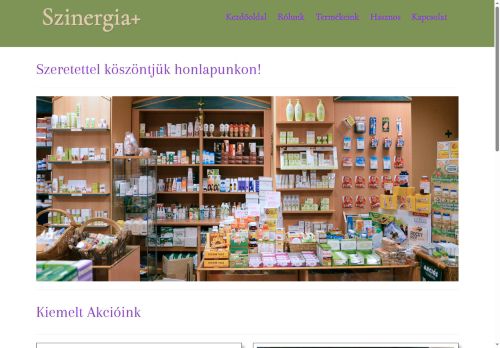 Szinergia+
Kezdőoldal Rólunk Termékeink Hasznos Kapcsolat
Szeretettel köszöntjük honlapunkon!
Kiemelt Akcióink